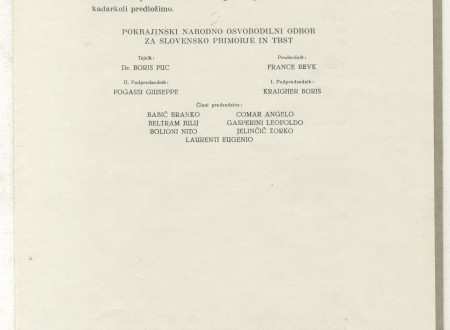 kadarkoli predložimo.
POKRAJINSKI NARODNO OSVOBODILNI ODBOR
ZA SLOVENSKO PRIMORJE IN TRST
Tajnik: Predsednik:
Dr. BORIS PUC FRANCE BEVK
II. Podpredsednik: I. Podpredsednik:
POGASSI GIUSEPPE KRAIGHER BORIS
Člani predsedstva:
BABIČ BRANKO COMAR ANGELO
BELTRAM JULIJ GASPERINI LEOPOLDO
BOLIONI NITO JELINČIČ ZORKO
LAURENTI EUGENIO